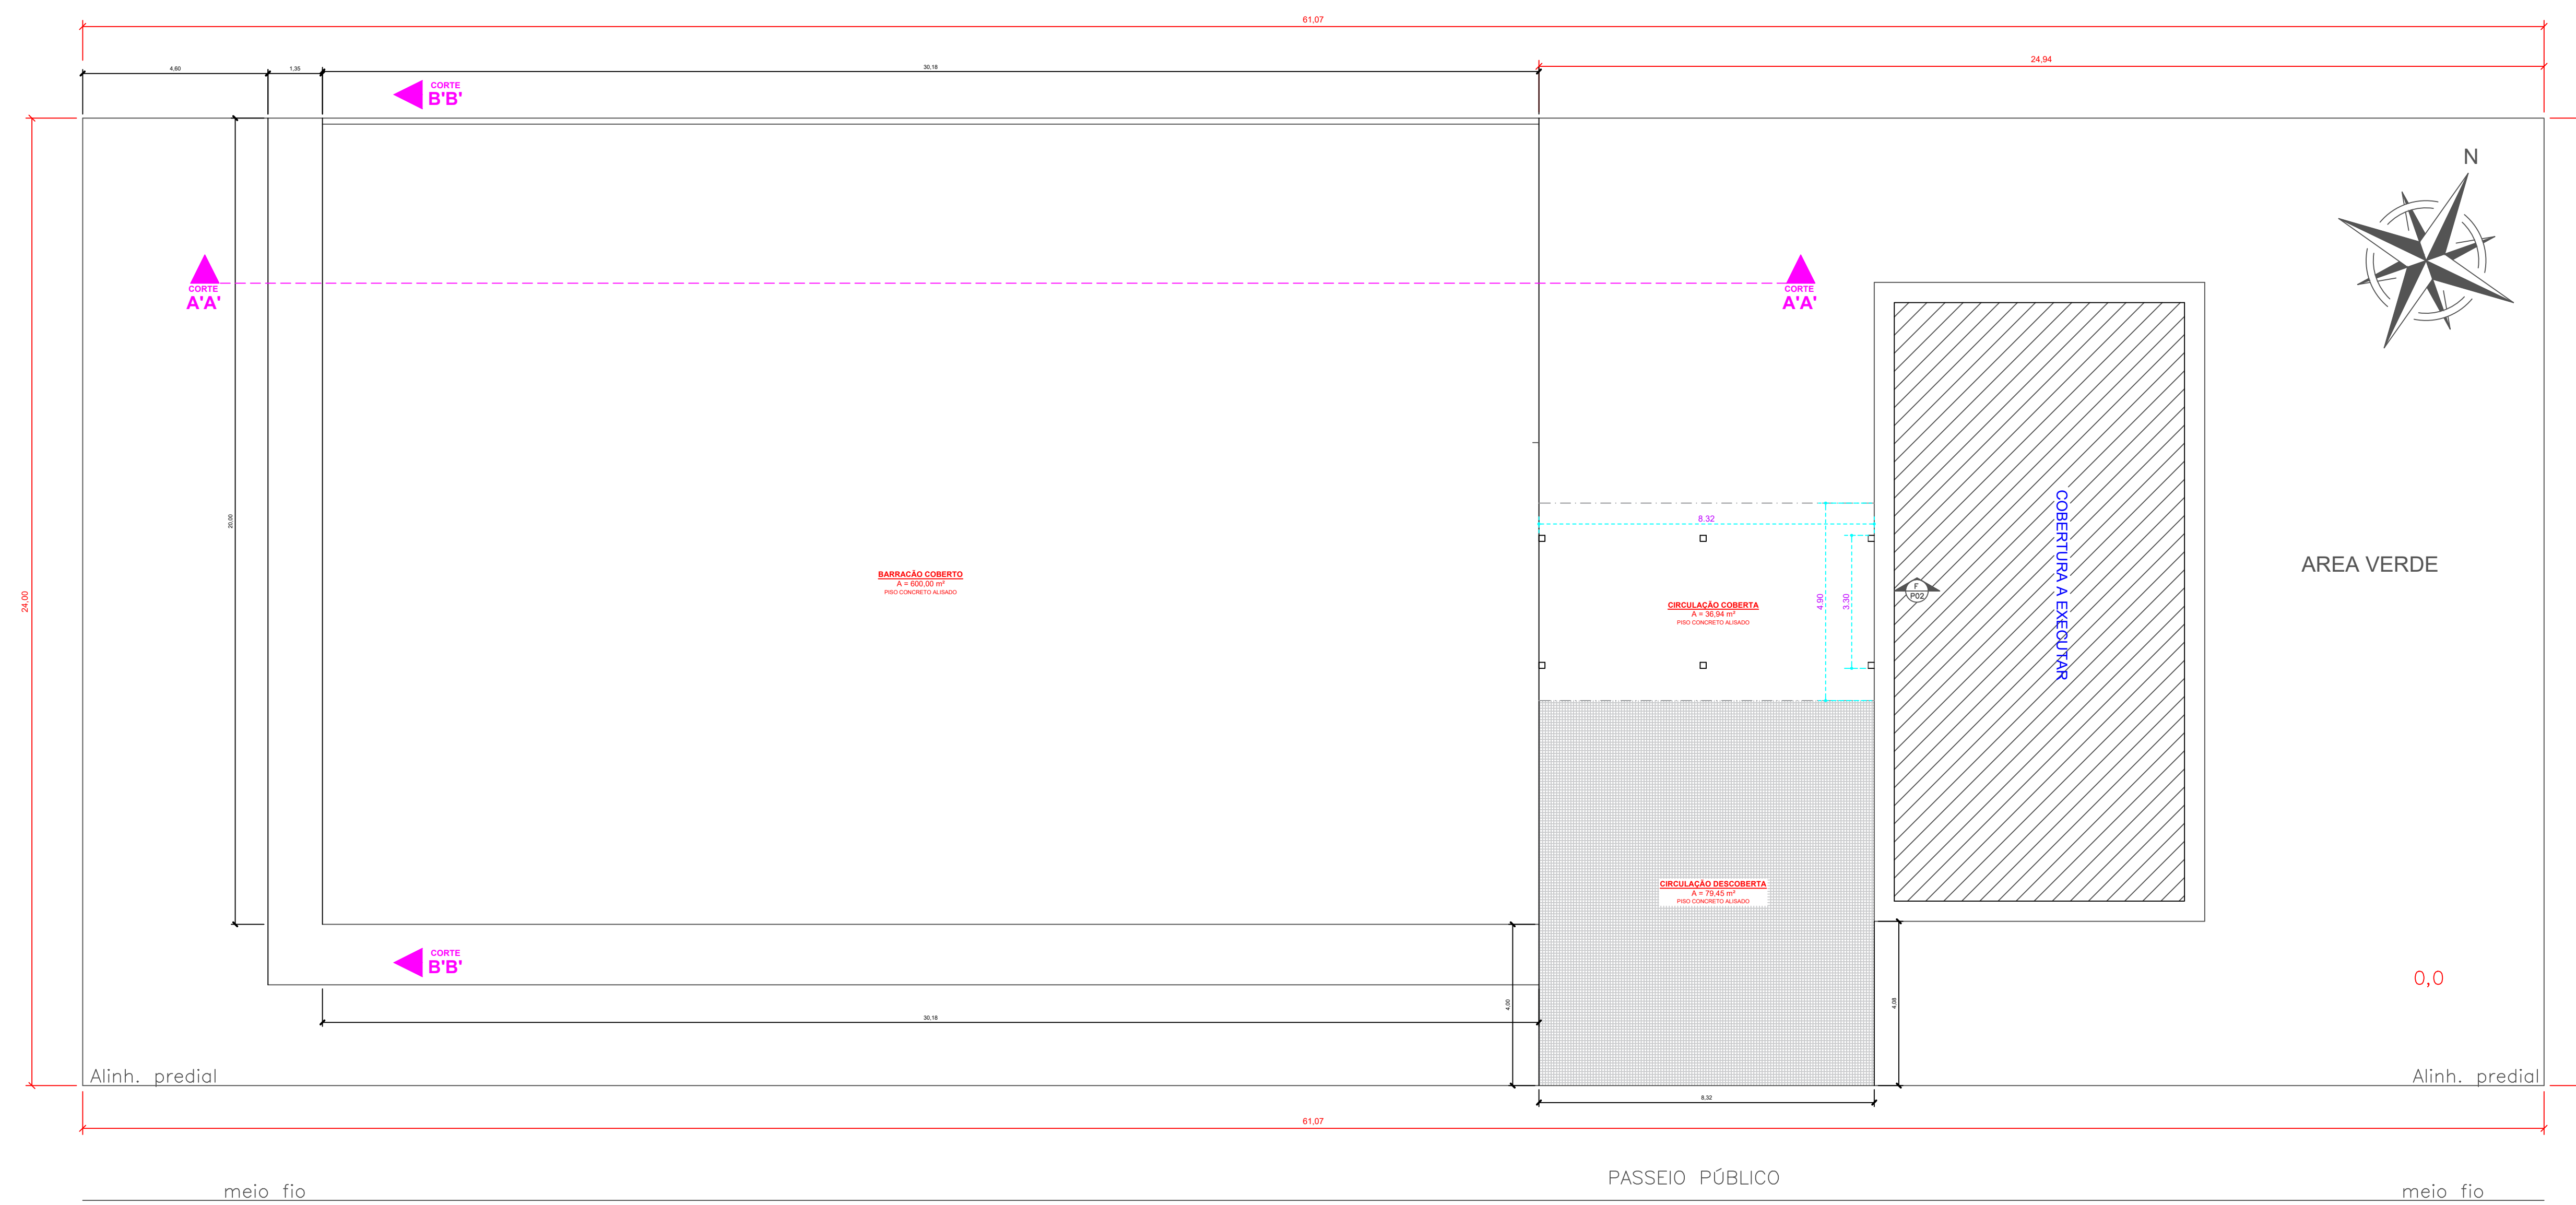 61,07
24,94
4,60
1,35
30,18
CORTE
B'B'
N
CORTE
A'A'
CORTE
A'A'
20,00
24,00
8.32
BARRACÃO COBERTO
A = 600,00 m²
PISO CONCRETO ALISADO
CIRCULAÇÃO COBERTA
A = 36,94 m²
PISO CONCRETO ALISADO
4.90
3.30
F
P02
COBERTURA A EXECUTAR
AREA VERDE
CIRCULAÇÃO DESCOBERTA
A = 79,45 m²
PISO CONCRETO ALISADO
CORTE
B'B'
0,0
4,00
4,08
30,18
Alinh. predial
Alinh. predial
8,32
61,07
PASSEIO PÚBLICO
meio fio
meio fio